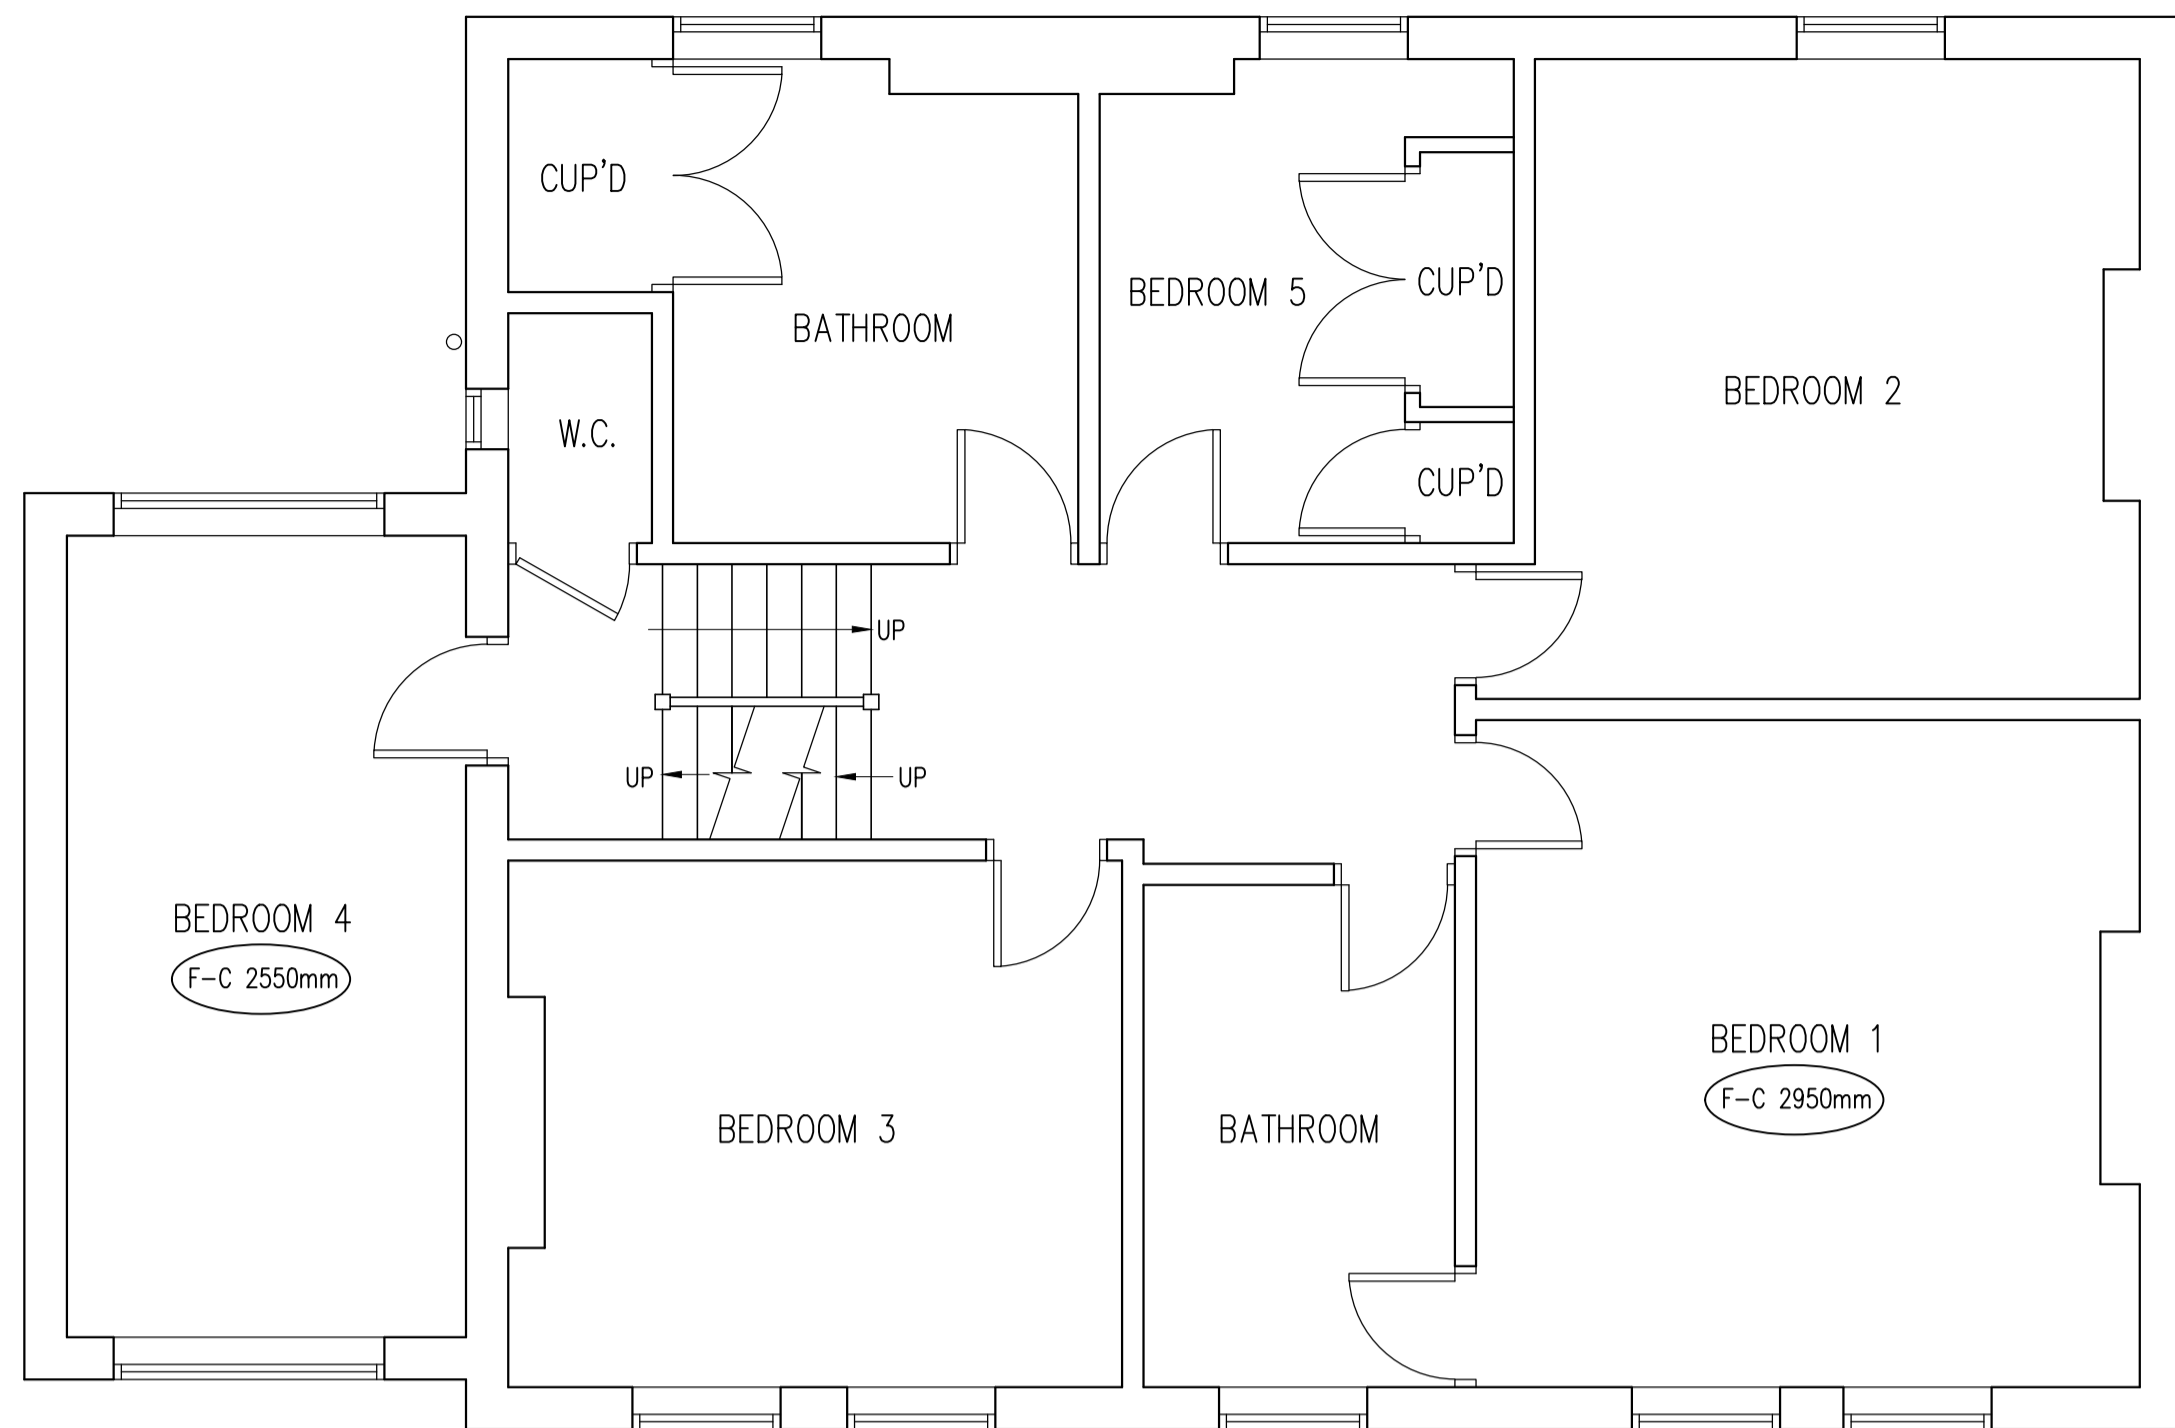 CUP'D
BATHROOM
BEDROOM 5
CUP'D
BEDROOM 2
W.C.
CUP'D
UP
UP
UP
BEDROOM 4
F-C 2550mm
BEDROOM 3
BATHROOM
BEDROOM 1
F-C 2950mm